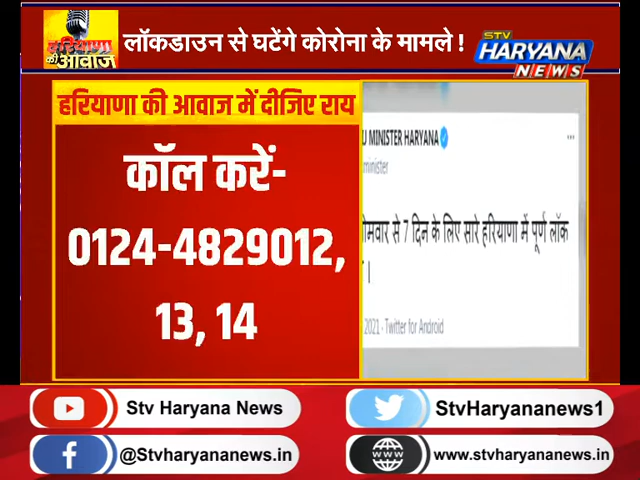 हरियाणा
की आवाज
लॉकडाउन से घटेंगे कोरोना के मामले !
STV
HARYANA
NEWS
हरियाणा की आवाज में दीजिए राय
कॉल करें-
0124-4829012,
13, 14
U MINISTER HARYANA
minister
...
ोमवार से 7 दिन के लिए सारे हरियाणा में पूर्ण लॉक
।
2021 · Twitter for Android
Stv Haryana News
StvHaryananews1
@Stvharyananews.in
www.stvharyananews.in